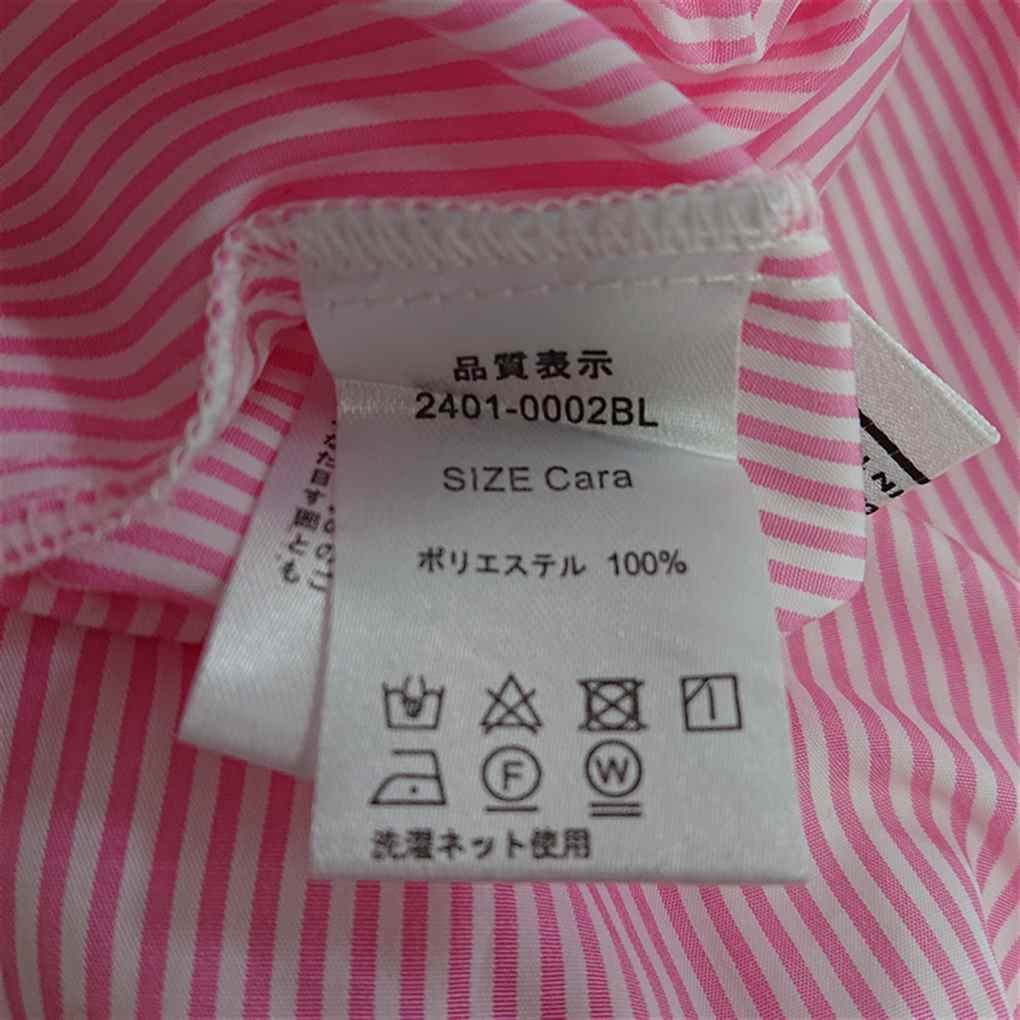 品質表示
2401-0002BL
SIZE Cara
ポリエステル 100%
F W
洗濯ネット使用